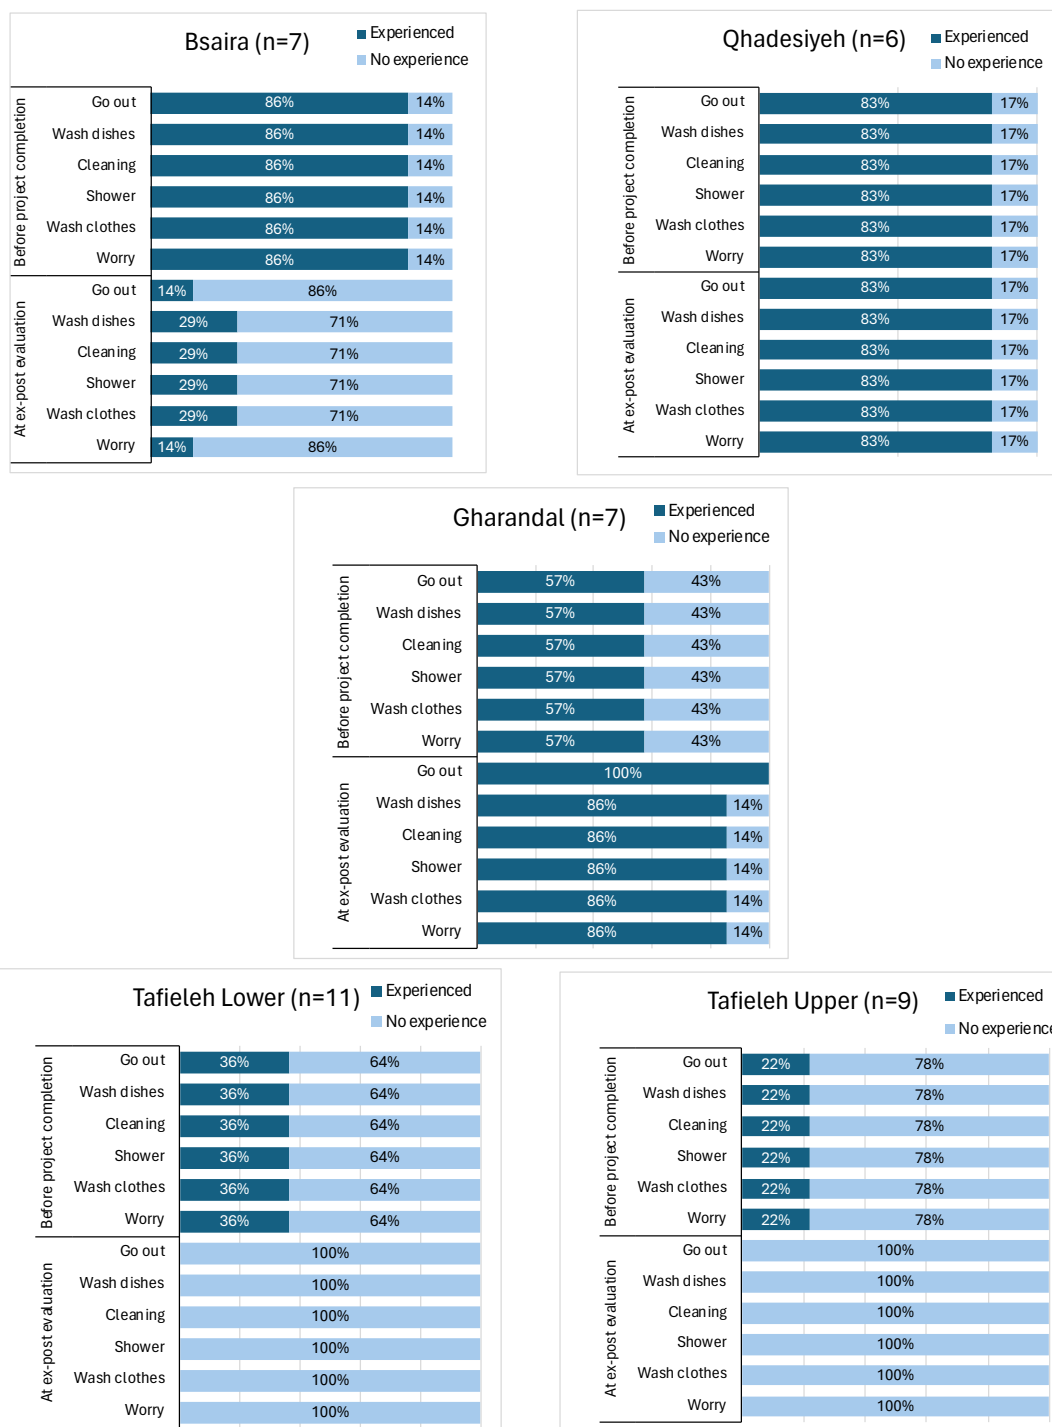 Bsaira (n=7)
Experienced
No experience
Before project completion
Go out 86% 14%
Wash dishes 86% 14%
Cleaning 86% 14%
Shower 86% 14%
Wash clothes 86% 14%
Worry 86% 14%
At ex-post evaluation
Go out 14% 86%
Wash dishes 29% 71%
Cleaning 29% 71%
Shower 29% 71%
Wash clothes 29% 71%
Worry 14% 86%
Qhadesiyeh (n=6)
Experienced
No experience
Before project completion
Go out 83% 17%
Wash dishes 83% 17%
Cleaning 83% 17%
Shower 83% 17%
Wash clothes 83% 17%
Worry 83% 17%
At ex-post evaluation
Go out 83% 17%
Wash dishes 83% 17%
Cleaning 83% 17%
Shower 83% 17%
Wash clothes 83% 17%
Worry 83% 17%
Gharandal (n=7)
Experienced
No experience
Before project completion
Go out 57% 43%
Wash dishes 57% 43%
Cleaning 57% 43%
Shower 57% 43%
Wash clothes 57% 43%
Worry 57% 43%
At ex-post evaluation
Go out 100%
Wash dishes 86% 14%
Cleaning 86% 14%
Shower 86% 14%
Wash clothes 86% 14%
Worry 86% 14%
Tafieleh Lower (n=11)
Experienced
No experience
Before project completion
Go out 36% 64%
Wash dishes 36% 64%
Cleaning 36% 64%
Shower 36% 64%
Wash clothes 36% 64%
Worry 36% 64%
At ex-post evaluation
Go out 100%
Wash dishes 100%
Cleaning 100%
Shower 100%
Wash clothes 100%
Worry 100%
Tafieleh Upper (n=9)
Experienced
No experience
Before project completion
Go out 22% 78%
Wash dishes 22% 78%
Cleaning 22% 78%
Shower 22% 78%
Wash clothes 22% 78%
Worry 22% 78%
At ex-post evaluation
Go out 100%
Wash dishes 100%
Cleaning 100%
Shower 100%
Wash clothes 100%
Worry 100%